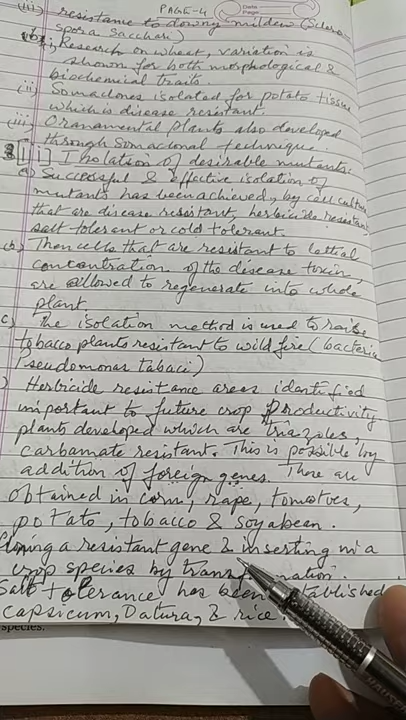 PAGE-4
(iii) resistance to downy mildew (Sclero-
spora sacchari)
(b)i, Research on wheat, variation is
shown for both morphological &
biochemical traits.
(ii) Somaclones isolated for potato tissue
which is disease resistant.
(iii) Oranamental plants also developed
through somaclonal technique.
[ii] Isolation of desirable mutants.
a) Successful & effective isolation of
mutants has been achieved, by cell culture
that are disease resistant, herbicide resistant
salt tolerant or cold tolerant.
(b) Then cells that are resistant to lethal
concentration of the disease toxin,
are allowed to regenerate into whole
plant.
c) The isolation method is used to raise
tobacco plants resistant to wild fire (bacteria
Pseudomonas tabaci)
) Herbicide resistance areas identified
important to future crop productivity
plants developed which are triazoles,
carbamate resistant. This is possible by
addition of foreign genes. These are
obtained in corn, rape, tomotoes,
potato, tobacco & soyabean.
Cloning a resistant gene & inserting in a
crop species by transformation.
Salt tolerance has been established
capsicum, Datura, & rice.
species.